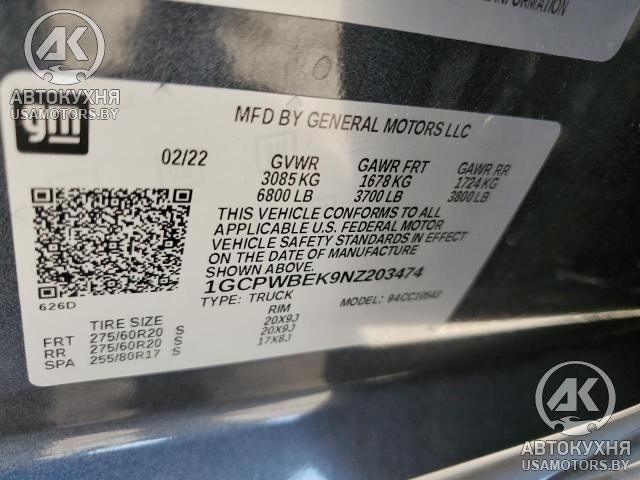 INFORMATION
АВТОКУХНЯ
USAMOTORS.BY
gm
MFD BY GENERAL MOTORS LLC
02/22 GVWR GAWR FRT GAWR RR
3085 KG 1678 KG 1724 KG
6800 LB 3700 LB 3800 LB
THIS VEHICLE CONFORMS TO ALL
APPLICABLE U.S. FEDERAL MOTOR
VEHICLE SAFETY STANDARDS IN EFFECT
ON THE DATE OF MANUFACTURE
SHOWN ABOVE.
1GCPWBEK9NZ203474
TYPE: TRUCK MODEL: 94CC10543
626D
TIRE SIZE RIM
FRT 275/60R20 S 20X9J
RR 275/60R20 S 20X9J
SPA 255/80R17 S 17X8J
АК
АВТОКУХНЯ
USAMOTORS.BY